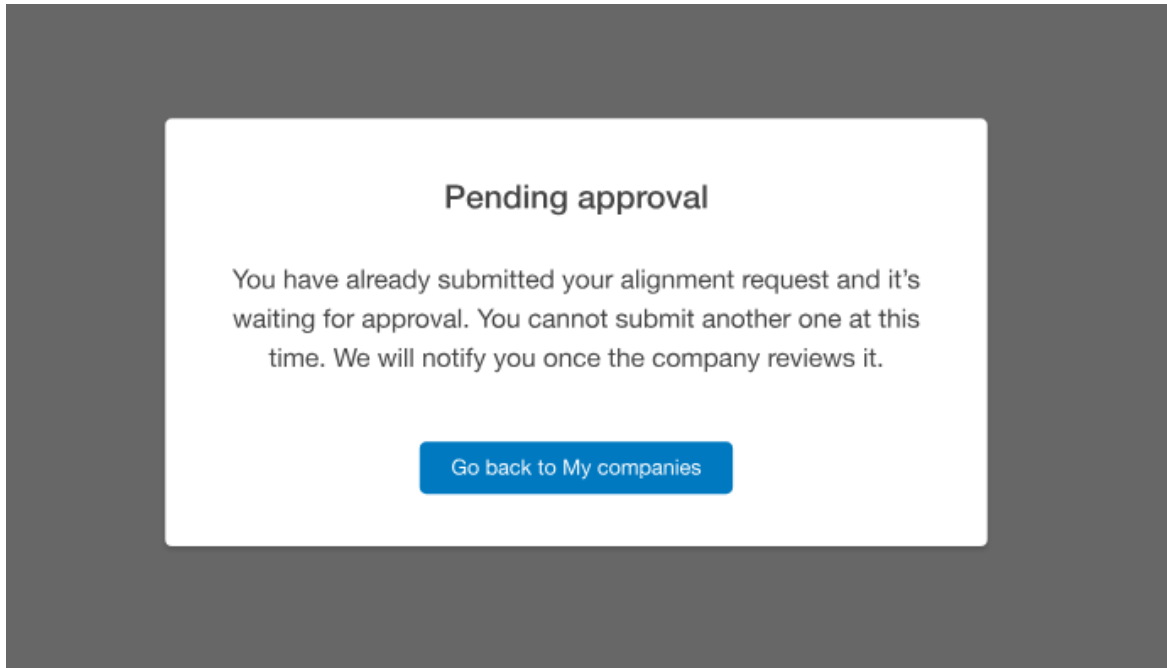 Pending approval
You have already submitted your alignment request and it’s
waiting for approval. You cannot submit another one at this
time. We will notify you once the company reviews it.
Go back to My companies